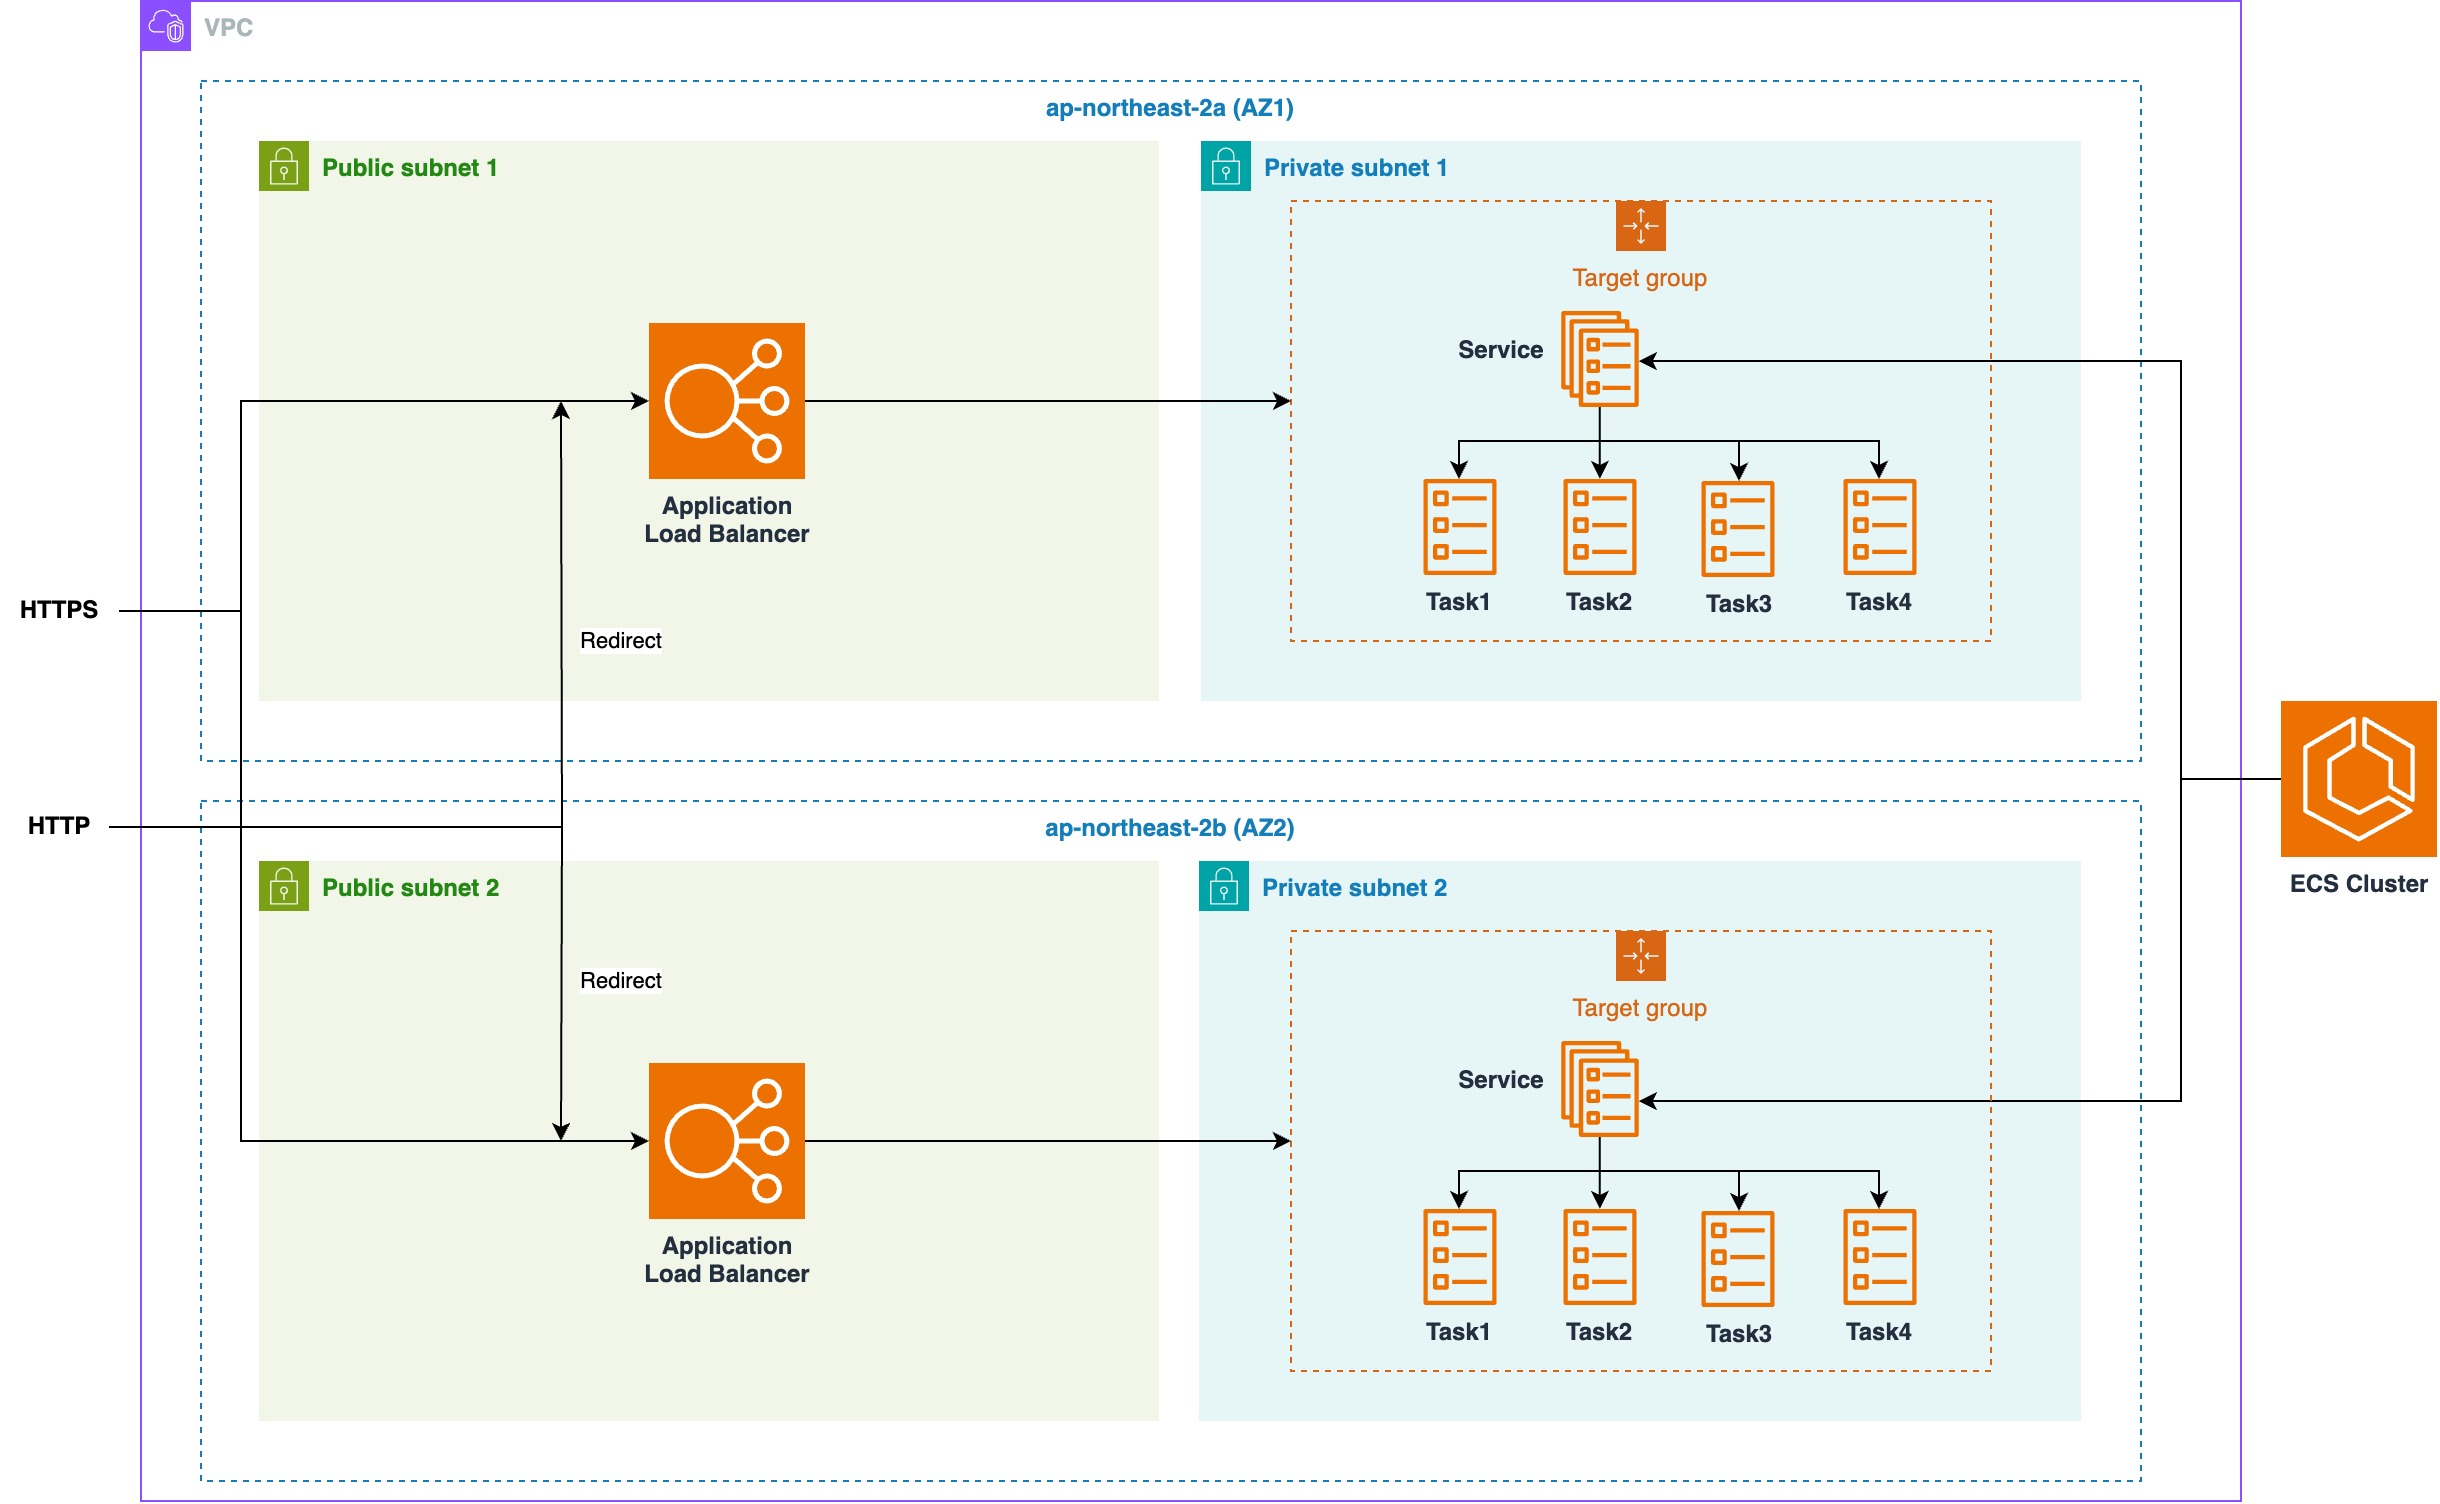 VPC
ap-northeast-2a (AZ1)
Public subnet 1
Private subnet 1
Target group
Service
Application
Load Balancer
Task1
Task2
Task3
Task4
HTTPS
Redirect
HTTP
ap-northeast-2b (AZ2)
ECS Cluster
Public subnet 2
Private subnet 2
Redirect
Target group
Service
Application
Load Balancer
Task1
Task2
Task3
Task4